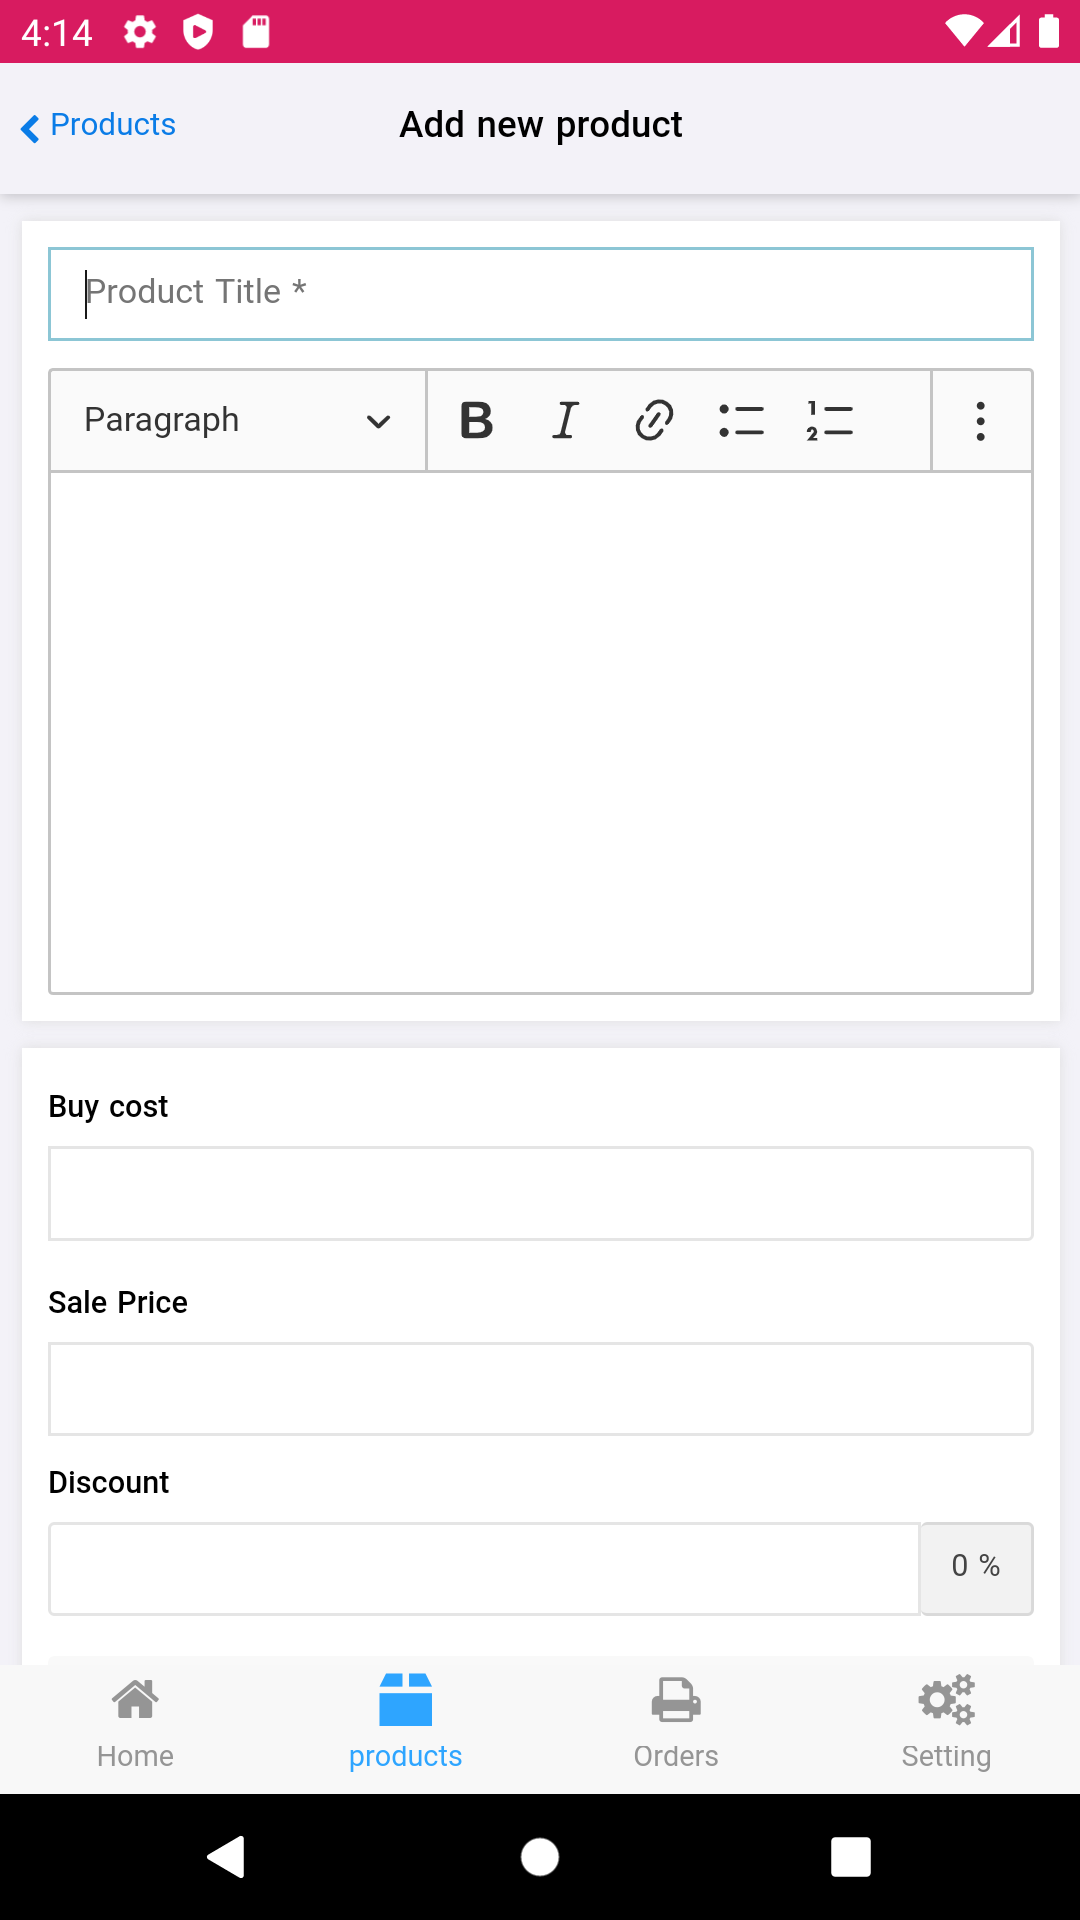 4:14
Products
Add new product
Product Title *
Paragraph
Buy cost
Sale Price
Discount
0 %
Home
products
Orders
Setting